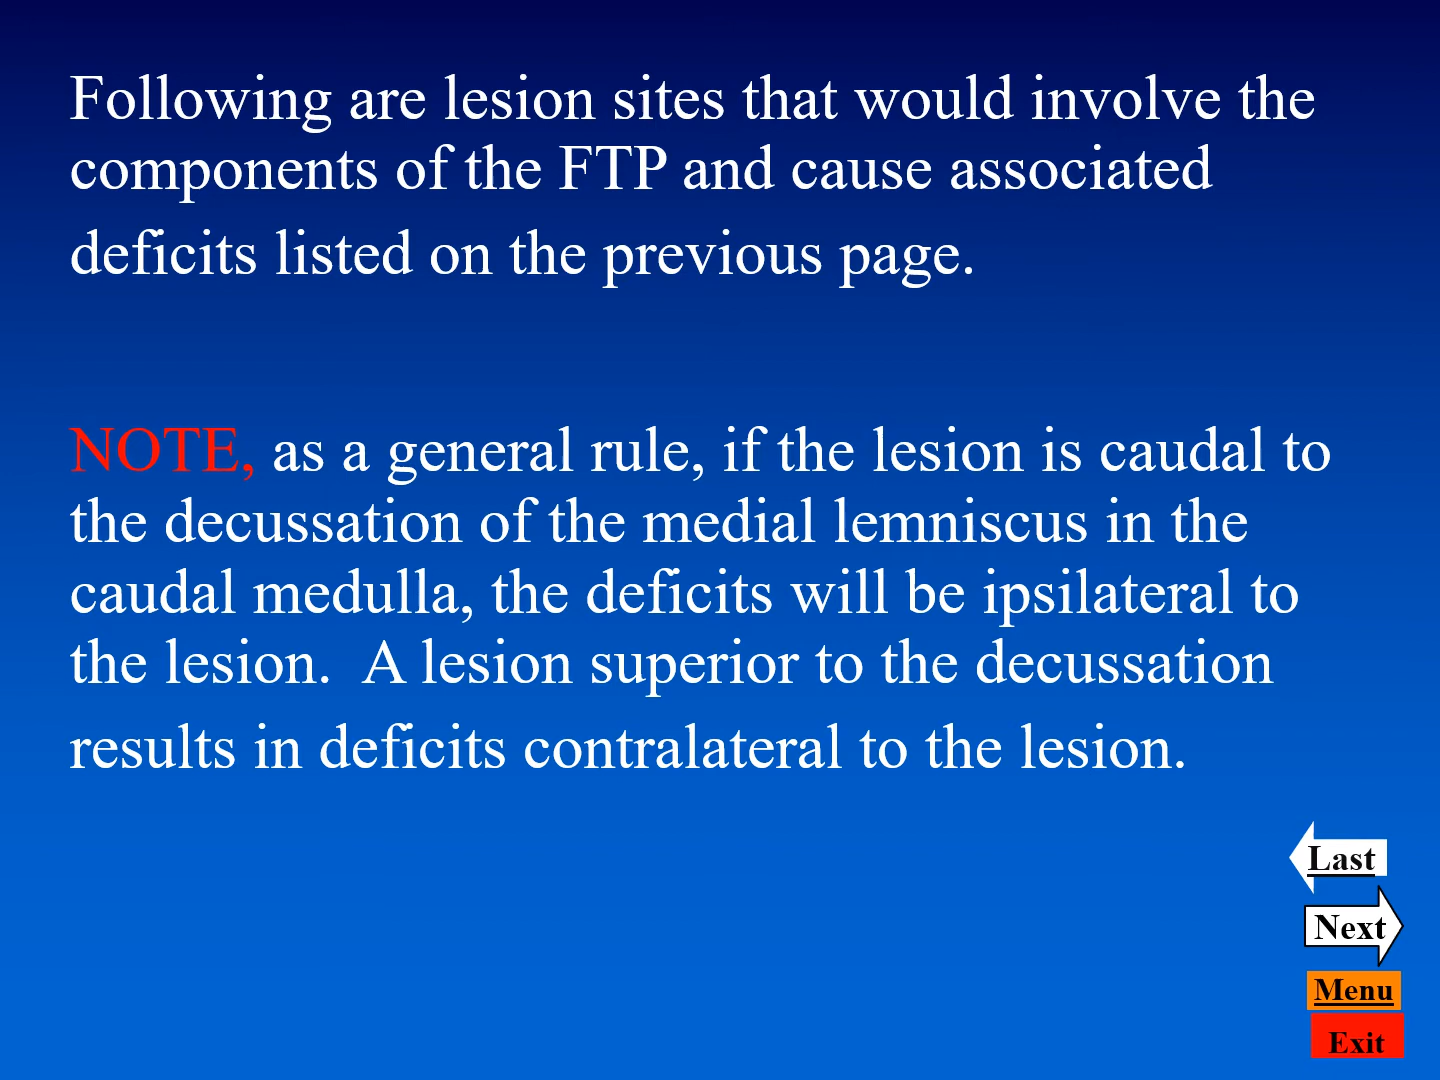 Following are lesion sites that would involve the
components of the FTP and cause associated
deficits listed on the previous page.
NOTE, as a general rule, if the lesion is caudal to
the decussation of the medial lemniscus in the
caudal medulla, the deficits will be ipsilateral to
the lesion.  A lesion superior to the decussation
results in deficits contralateral to the lesion.
Last
Next
Menu
Exit